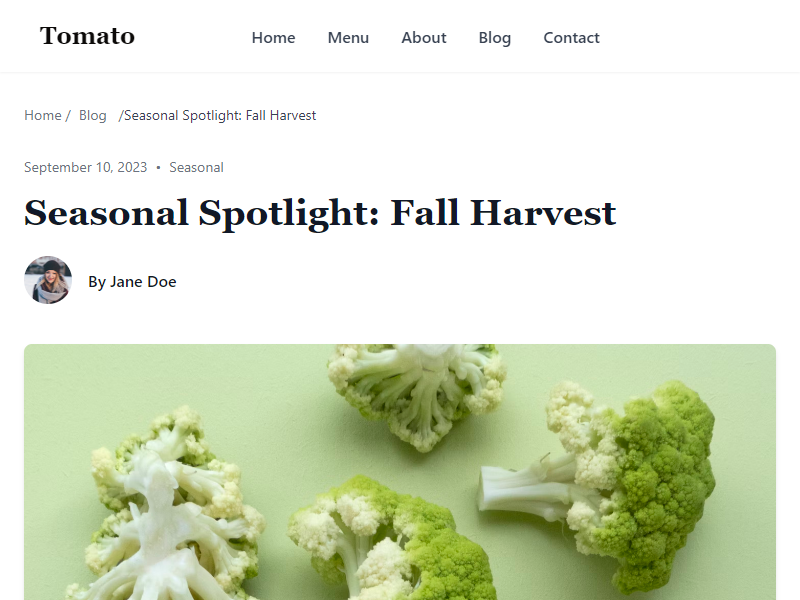 Tomato
Home Menu About Blog Contact
Home / Blog /Seasonal Spotlight: Fall Harvest
September 10, 2023 • Seasonal
Seasonal Spotlight: Fall Harvest
By Jane Doe